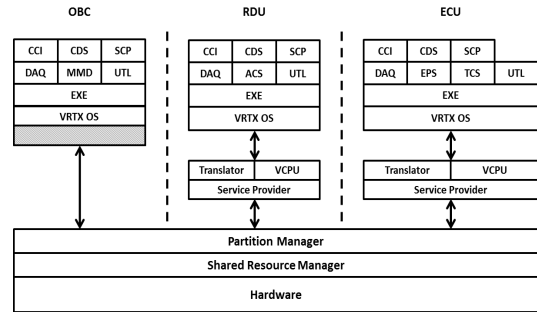 OBC RDU ECU
CCI CDS SCP CCI CDS SCP CCI CDS SCP
DAQ MMD UTL DAQ ACS UTL DAQ EPS TCS UTL
EXE EXE EXE
VRTX OS VRTX OS VRTX OS
Translator VCPU Translator VCPU
Service Provider Service Provider
Partition Manager
Shared Resource Manager
Hardware